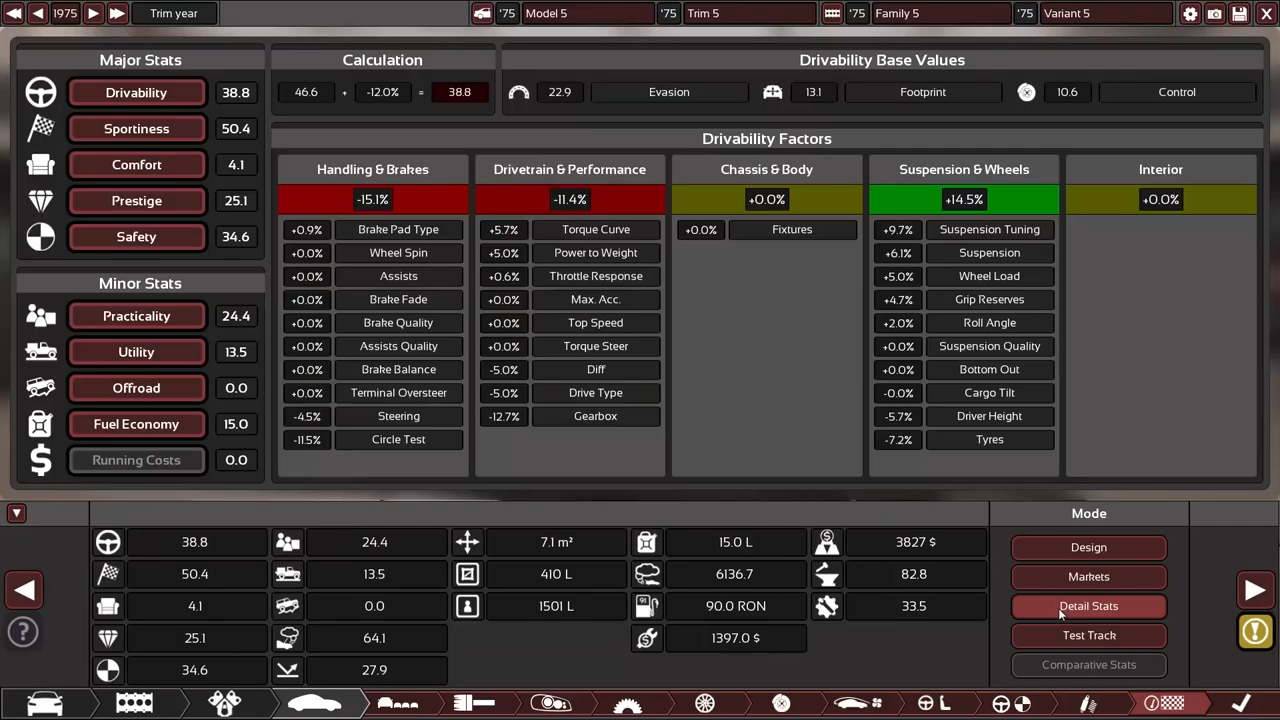 1975 Trim year '75 Model 5 '75 Trim 5 '75 Family 5 '75 Variant 5
Major Stats
Drivability 38.8
Sportiness 50.4
Comfort 4.1
Prestige 25.1
Safety 34.6
Minor Stats
Practicality 24.4
Utility 13.5
Offroad 0.0
Fuel Economy 15.0
$ Running Costs 0.0
Calculation
46.6 + -12.0% = 38.8
Drivability Base Values
22.9 Evasion 13.1 Footprint 10.6 Control
Drivability Factors
Handling & Brakes
-15.1%
+0.9% Brake Pad Type
+0.0% Wheel Spin
+0.0% Assists
+0.0% Brake Fade
+0.0% Brake Quality
+0.0% Assists Quality
+0.0% Brake Balance
+0.0% Terminal Oversteer
-4.5% Steering
-11.5% Circle Test
Drivetrain & Performance
-11.4%
+5.7% Torque Curve
+5.0% Power to Weight
+0.6% Throttle Response
+0.0% Max. Acc.
+0.0% Top Speed
+0.0% Torque Steer
-5.0% Diff
-5.0% Drive Type
-12.7% Gearbox
Chassis & Body
+0.0%
+0.0% Fixtures
Suspension & Wheels
+14.5%
+9.7% Suspension Tuning
+6.1% Suspension
+5.0% Wheel Load
+4.7% Grip Reserves
+2.0% Roll Angle
+0.0% Suspension Quality
+0.0% Bottom Out
-0.0% Cargo Tilt
-5.7% Driver Height
-7.2% Tyres
Interior
+0.0%
38.8 24.4 7.1 m² 15.0 L 3827 $
50.4 13.5 410 L 6136.7 82.8
4.1 0.0 1501 L 91 90.0 RON 33.5
25.1 64.1 1397.0 $
34.6 27.9
Mode
Design
Markets
Detail Stats
Test Track
Comparative Stats
?
!